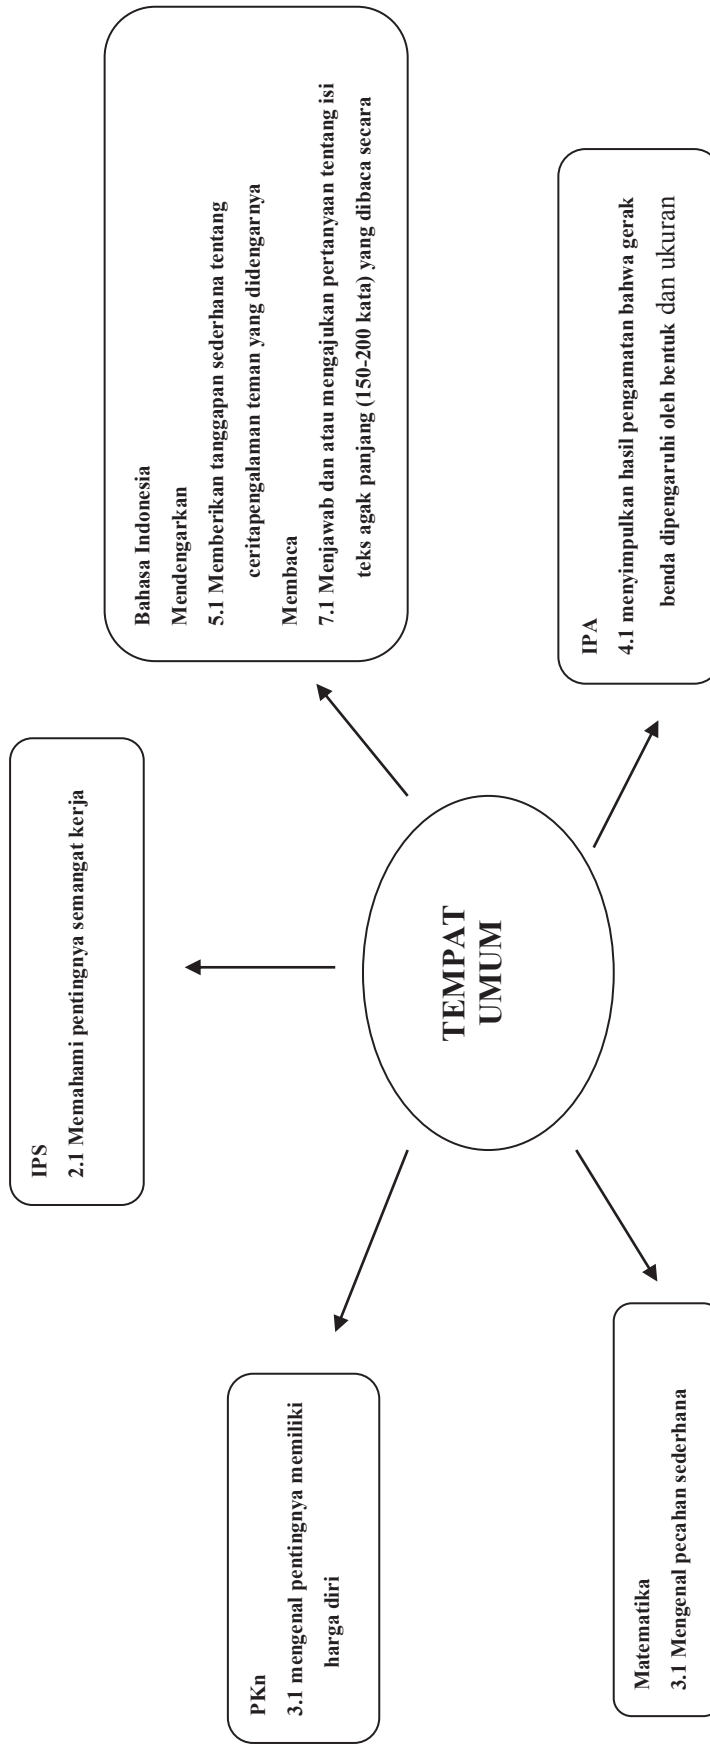 IPS
2.1 Memahami pentingnya semangat kerja
Bahasa Indonesia
Mendengarkan
5.1 Memberikan tanggapan sederhana tentang
ceritapengalaman teman yang didengarnya
Membaca
7.1 Menjawab dan atau mengajukan pertanyaan tentang isi
teks agak panjang (150-200 kata) yang dibaca secara
PKn
3.1 mengenal pentingnya memiliki
harga diri
TEMPAT
UMUM
IPA
4.1 menyimpulkan hasil pengamatan bahwa gerak
benda dipengaruhi oleh bentuk dan ukuran
Matematika
3.1 Mengenal pecahan sederhana